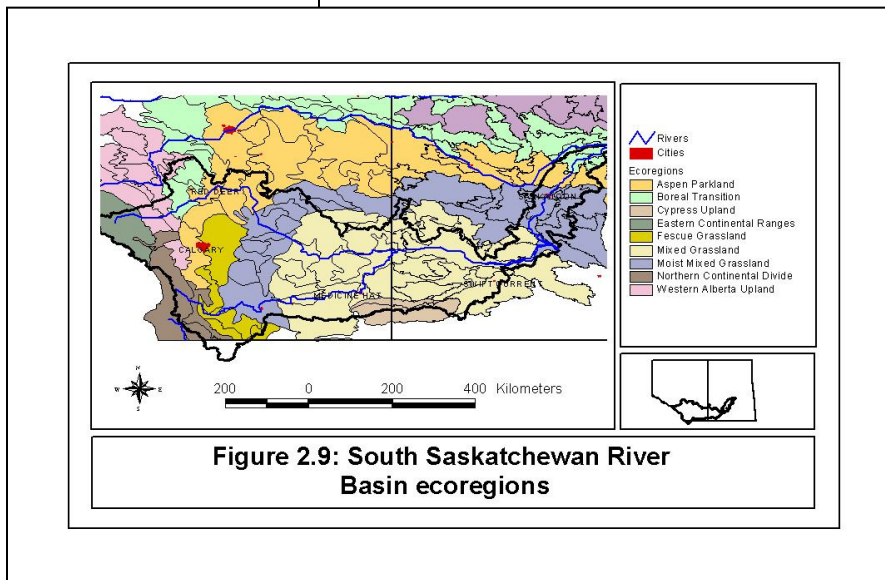 RED DEER
SASKATOON
CALGARY
MEDICINE HAT
SWIFT CURRENT
Rivers
Cities
Ecoregions
Aspen Parkland
Boreal Transition
Cypress Upland
Eastern Continental Ranges
Fescue Grassland
Mixed Grassland
Moist Mixed Grassland
Northern Continental Divide
Western Alberta Upland
N
W E
S
200 0 200 400 Kilometers
Figure 2.9: South Saskatchewan River
Basin ecoregions